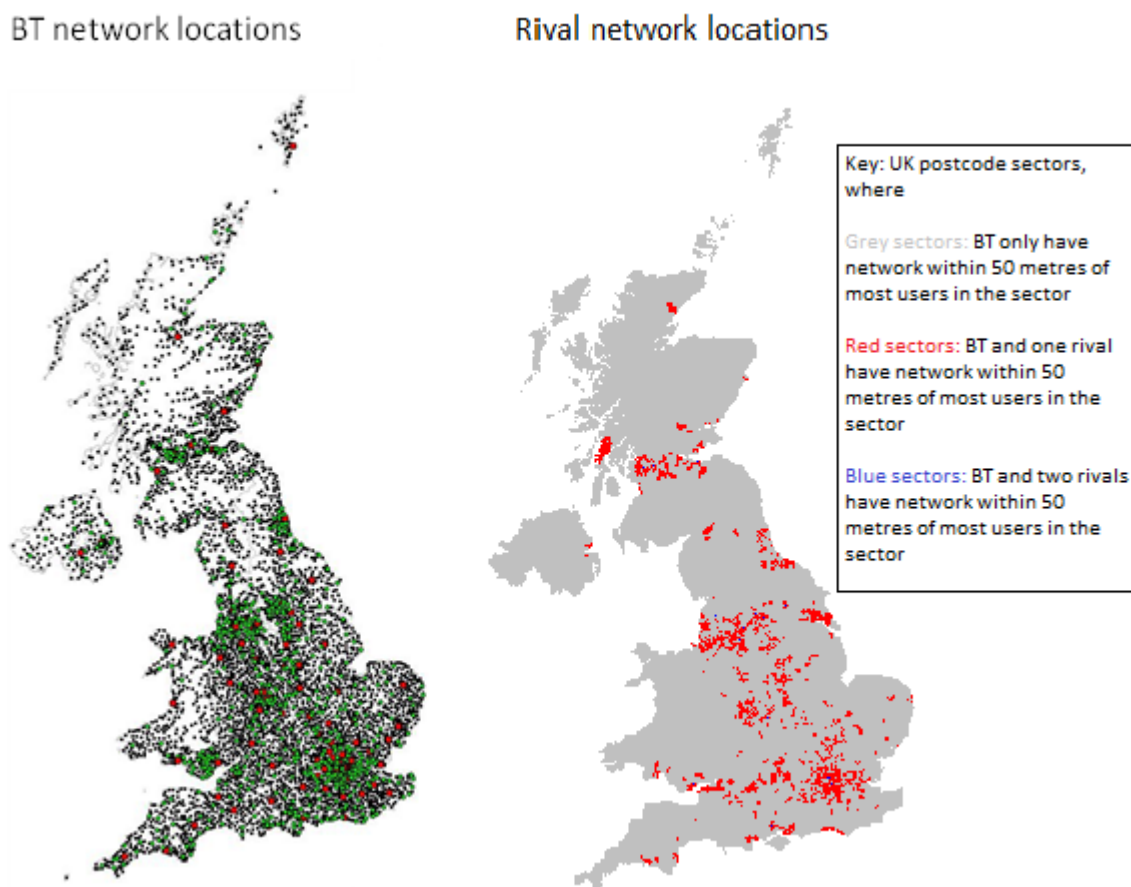 BT network locations
Rival network locations
Key: UK postcode sectors,
where
Grey sectors: BT only have
network within 50 metres of
most users in the sector
Red sectors: BT and one rival
have network within 50
metres of most users in the
sector
Blue sectors: BT and two rivals
have network within 50
metres of most users in the
sector